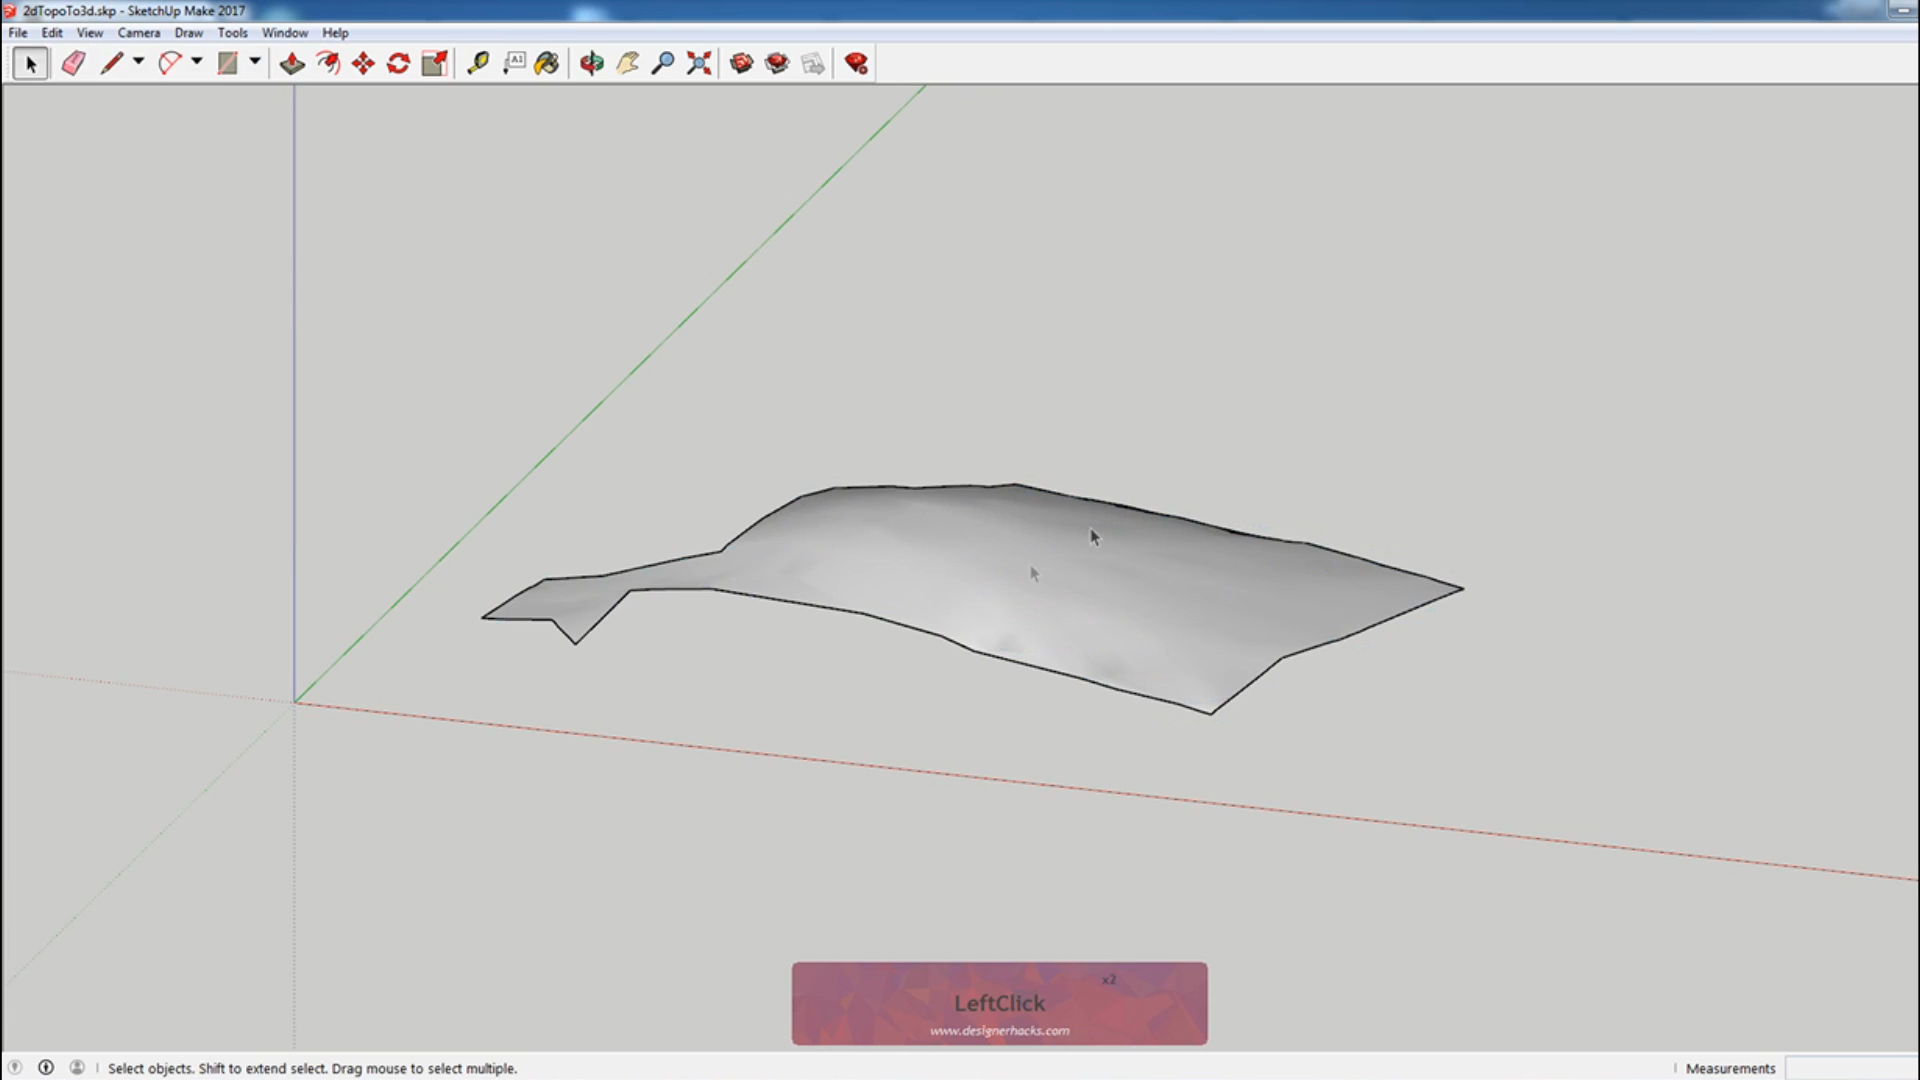 2dTopoTo3d.skp - SketchUp Make 2017
File Edit View Camera Draw Tools Window Help
A1
x2
LeftClick
www.designerhacks.com
Select objects. Shift to extend select. Drag mouse to select multiple.
Measurements